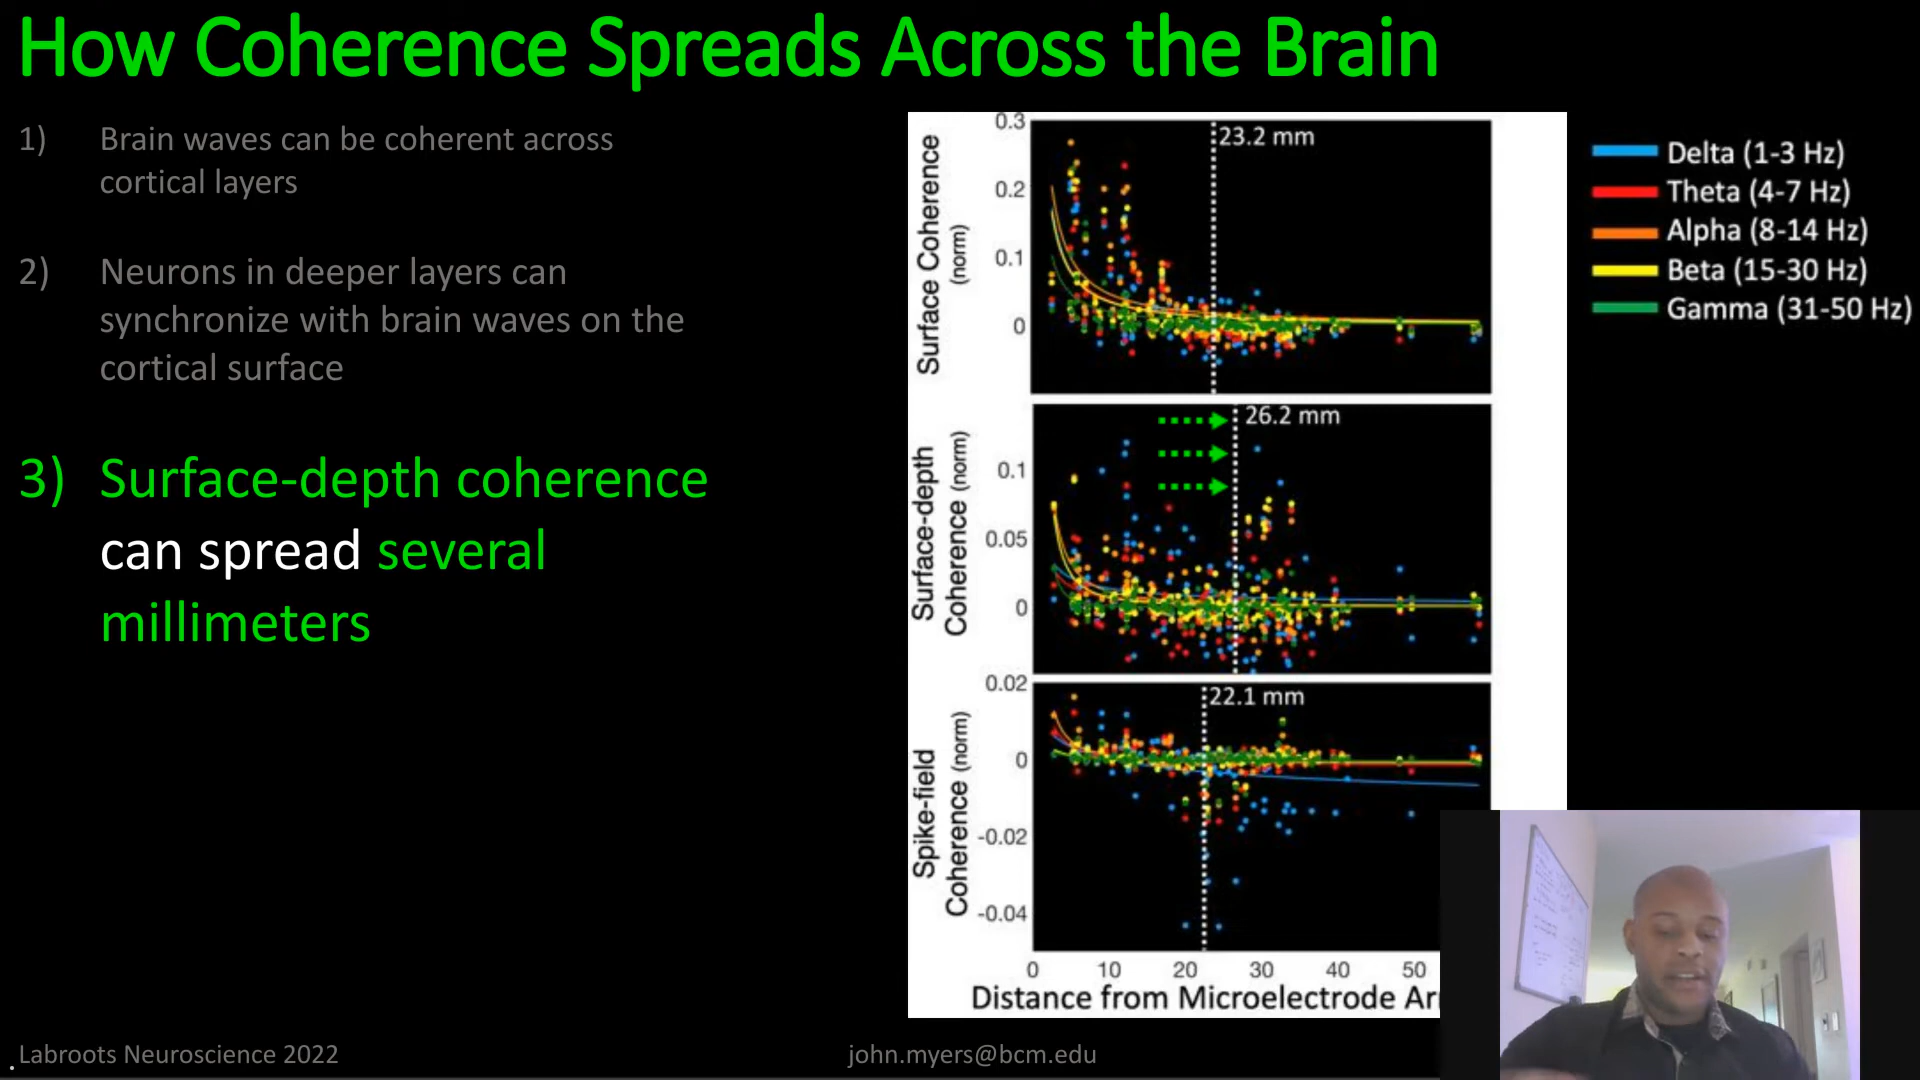 How Coherence Spreads Across the Brain
1) Brain waves can be coherent across
cortical layers
2) Neurons in deeper layers can
synchronize with brain waves on the
cortical surface
3) Surface-depth coherence
can spread several
millimeters
Surface Coherence
(norm)
0.3
0.2
0.1
0
23.2 mm
Surface-depth
Coherence (norm)
0.1
0.05
0
26.2 mm
Spike-field
Coherence (norm)
0.02
0
-0.02
-0.04
22.1 mm
0 10 20 30 40 50
Distance from Microelectrode Arr
Delta (1-3 Hz)
Theta (4-7 Hz)
Alpha (8-14 Hz)
Beta (15-30 Hz)
Gamma (31-50 Hz)
Labroots Neuroscience 2022
john.myers@bcm.edu